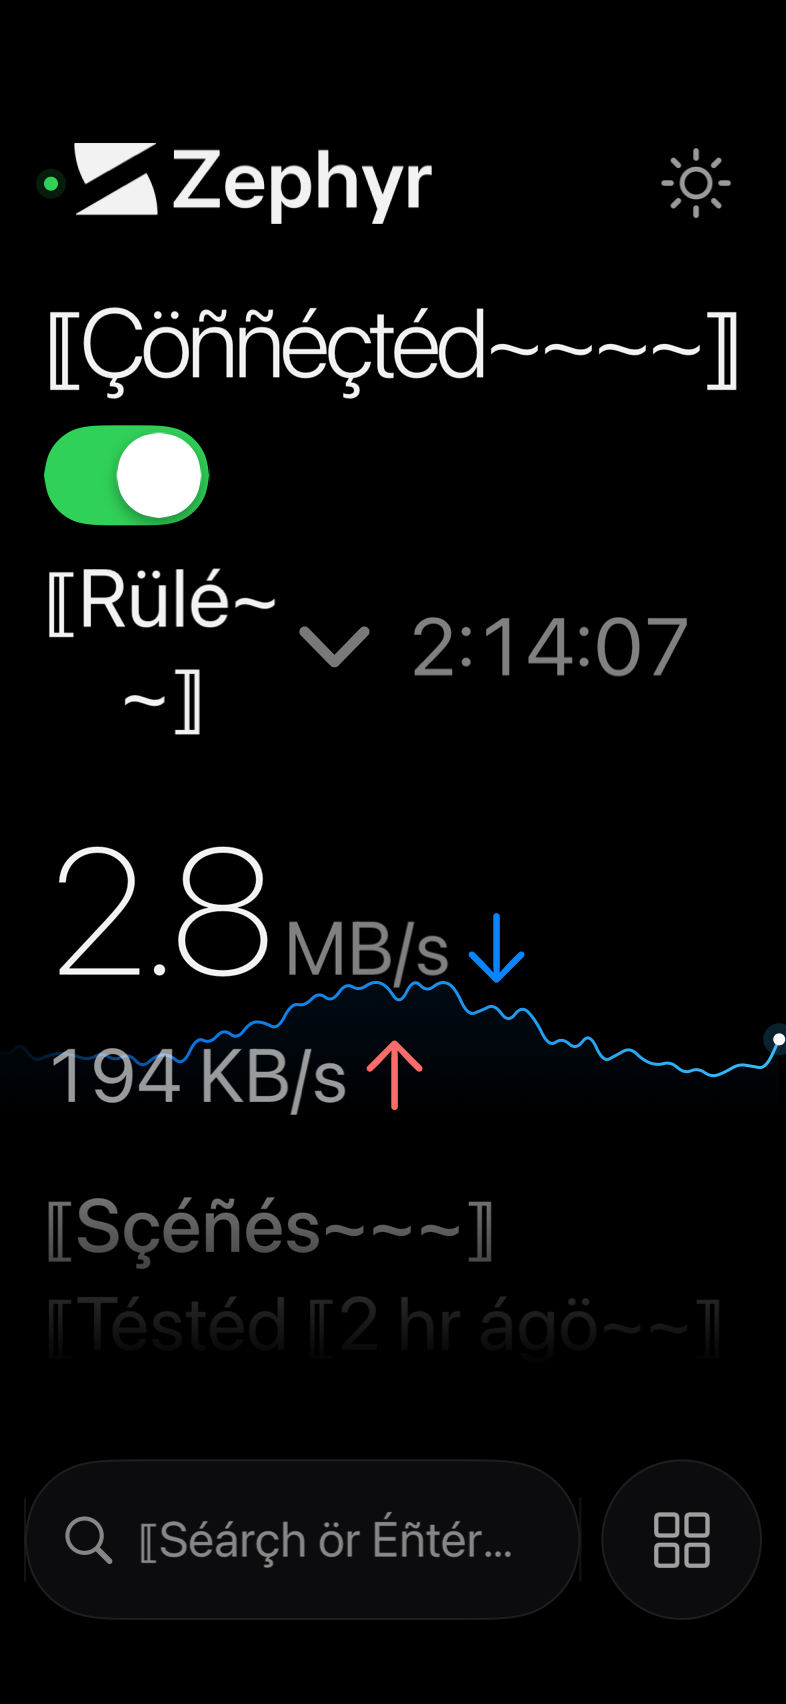 Zephyr
⟦Çöññéçtéd~~~~⟧
⟦Rülé~
~⟧
2:14:07
2.8 MB/s
194 KB/s
⟦Sçéñés~~~⟧
⟦Téstéd ⟦2 hr ágö~~⟧
⟦Séárçh ör Éñtér...